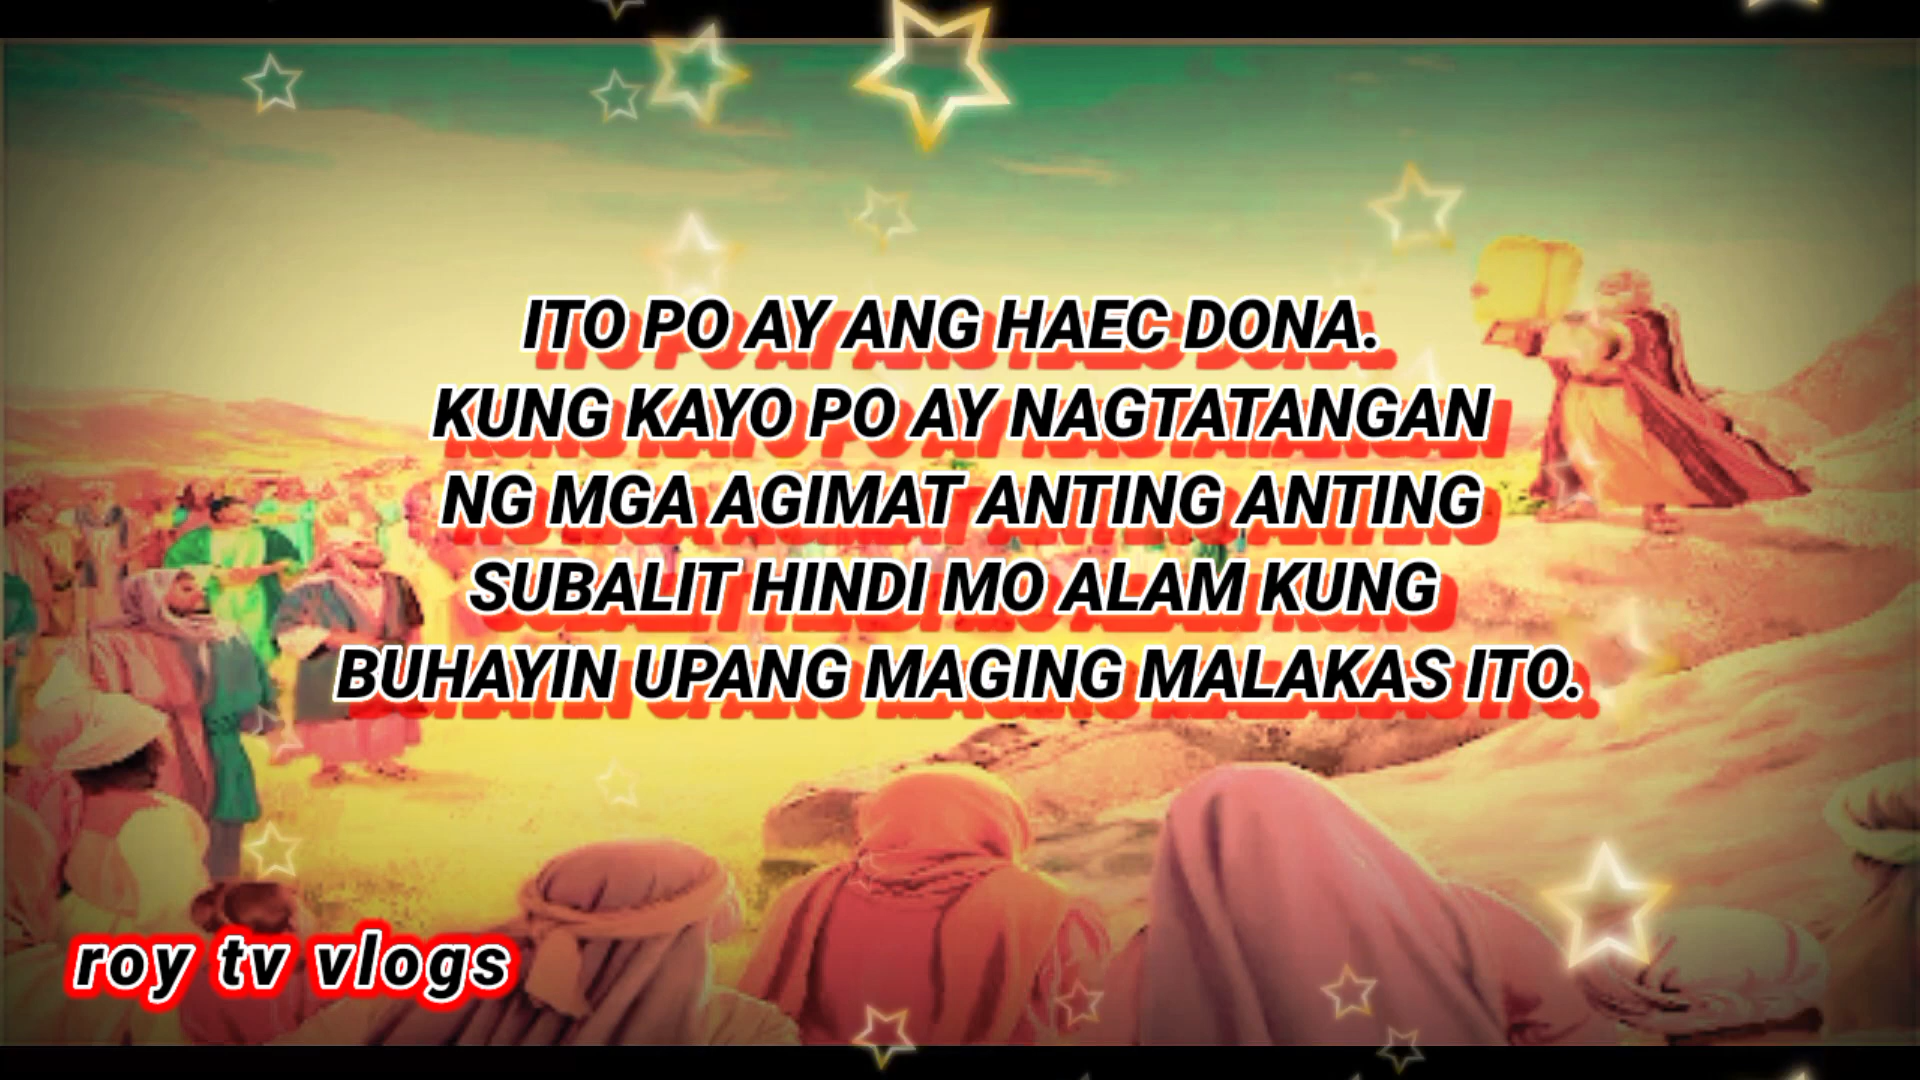 ITO PO AY ANG HAEC DONA.
KUNG KAYO PO AY NAGTATANGAN
NG MGA AGIMAT ANTING ANTING
SUBALIT HINDI MO ALAM KUNG
BUHAYIN UPANG MAGING MALAKAS ITO.
roy tv vlogs